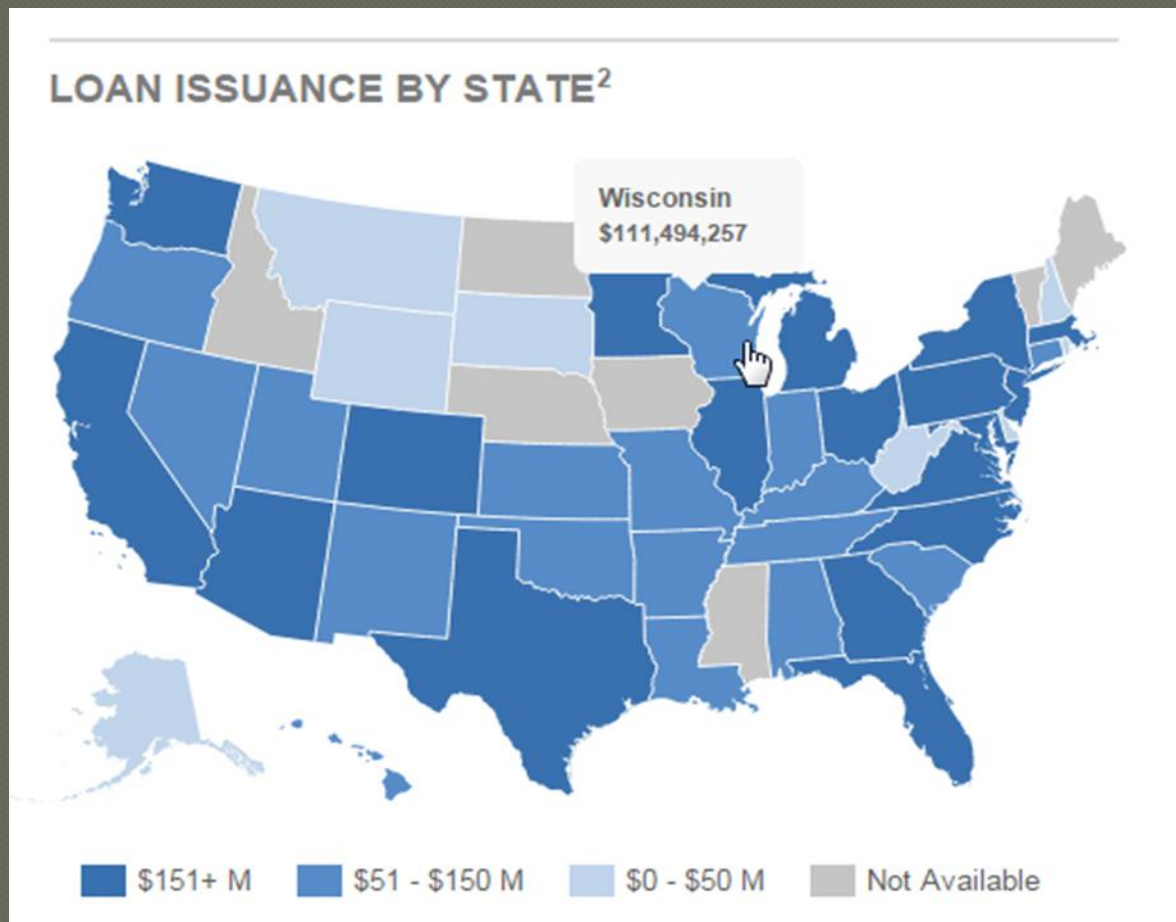 LOAN ISSUANCE BY STATE²
Wisconsin
$111,494,257
$151+ M
$51 - $150 M
$0 - $50 M
Not Available